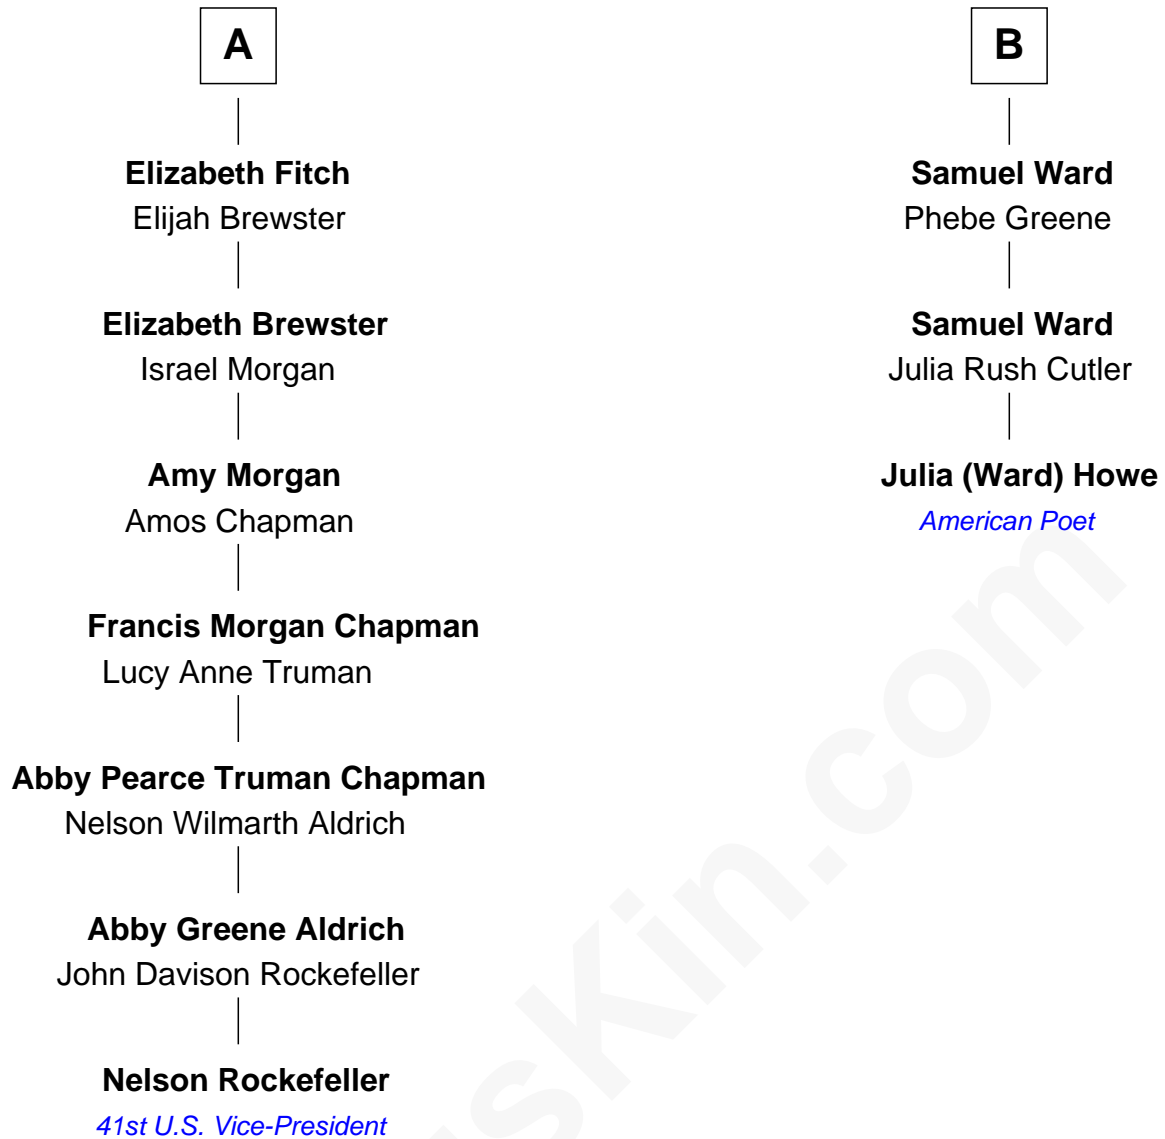 A
Elizabeth Fitch
Elijah Brewster
Elizabeth Brewster
Israel Morgan
Amy Morgan
Amos Chapman
Francis Morgan Chapman
Lucy Anne Truman
Abby Pearce Truman Chapman
Nelson Wilmarth Aldrich
Abby Greene Aldrich
John Davison Rockefeller
Nelson Rockefeller
41st U.S. Vice-President
B
Samuel Ward
Phebe Greene
Samuel Ward
Julia Rush Cutler
Julia (Ward) Howe
American Poet